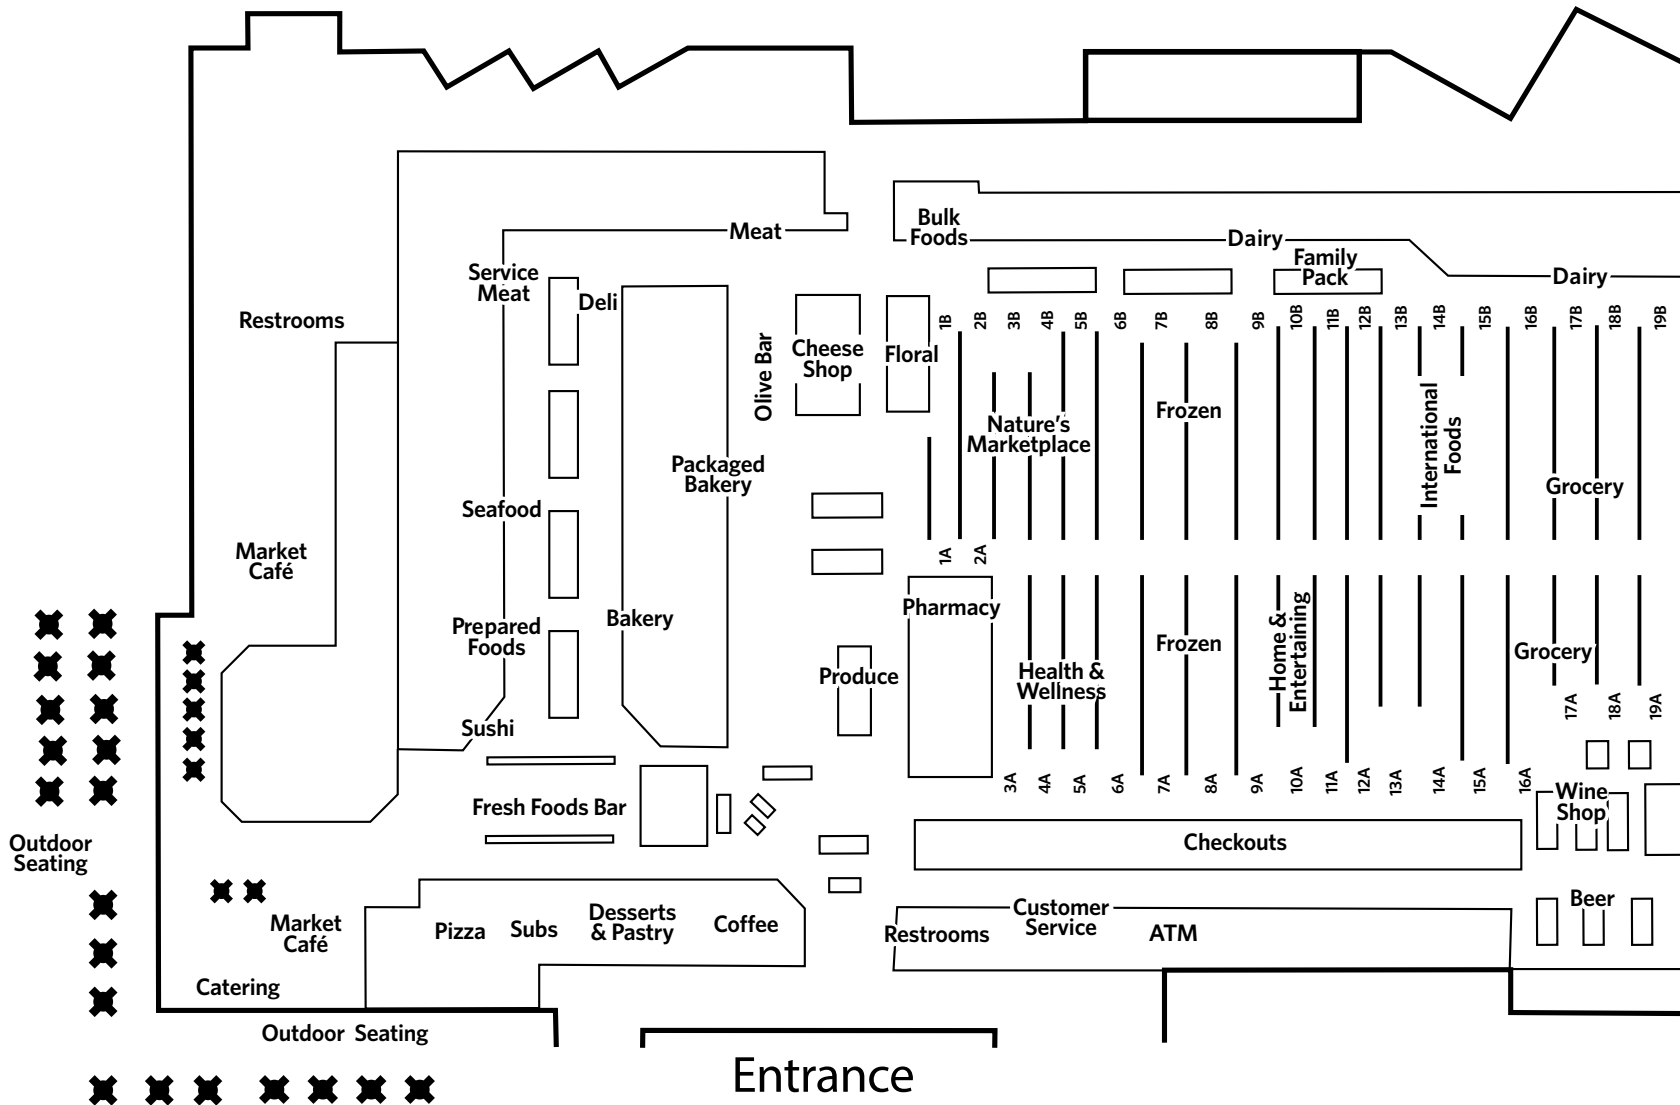 Meat
Bulk
Foods
Dairy
Family
Pack
Dairy
Service
Meat
Deli
Restrooms
Olive Bar
Cheese
Shop
Floral
1B
2B
3B
4B
5B
6B
7B
8B
9B
10B
11B
12B
13B
14B
15B
16B
17B
18B
19B
Nature's
Marketplace
Frozen
International
Foods
Grocery
Packaged
Bakery
Seafood
Market
Café
1A
2A
Prepared
Foods
Bakery
Pharmacy
Produce
Health &
Wellness
Frozen
Home &
Entertaining
Grocery
17A
18A
19A
Sushi
3A
4A
5A
6A
7A
8A
9A
10A
11A
12A
13A
14A
15A
16A
Fresh Foods Bar
Wine
Shop
Checkouts
Outdoor
Seating
Market
Café
Pizza
Subs
Desserts
& Pastry
Coffee
Restrooms
Customer
Service
ATM
Beer
Catering
Outdoor Seating
Entrance